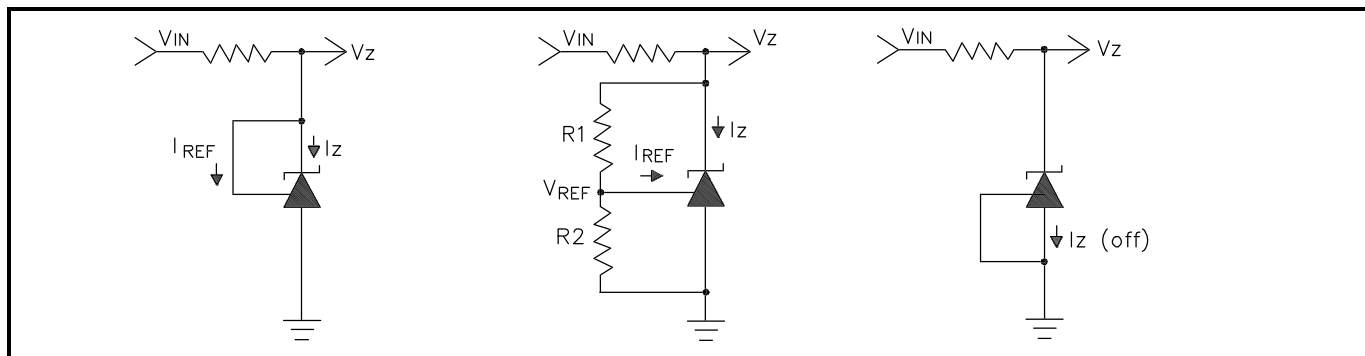 VIN
VZ
IREF
IZ
VIN
VZ
R1
IZ
IREF
VREF
R2
VIN
VZ
IZ (off)